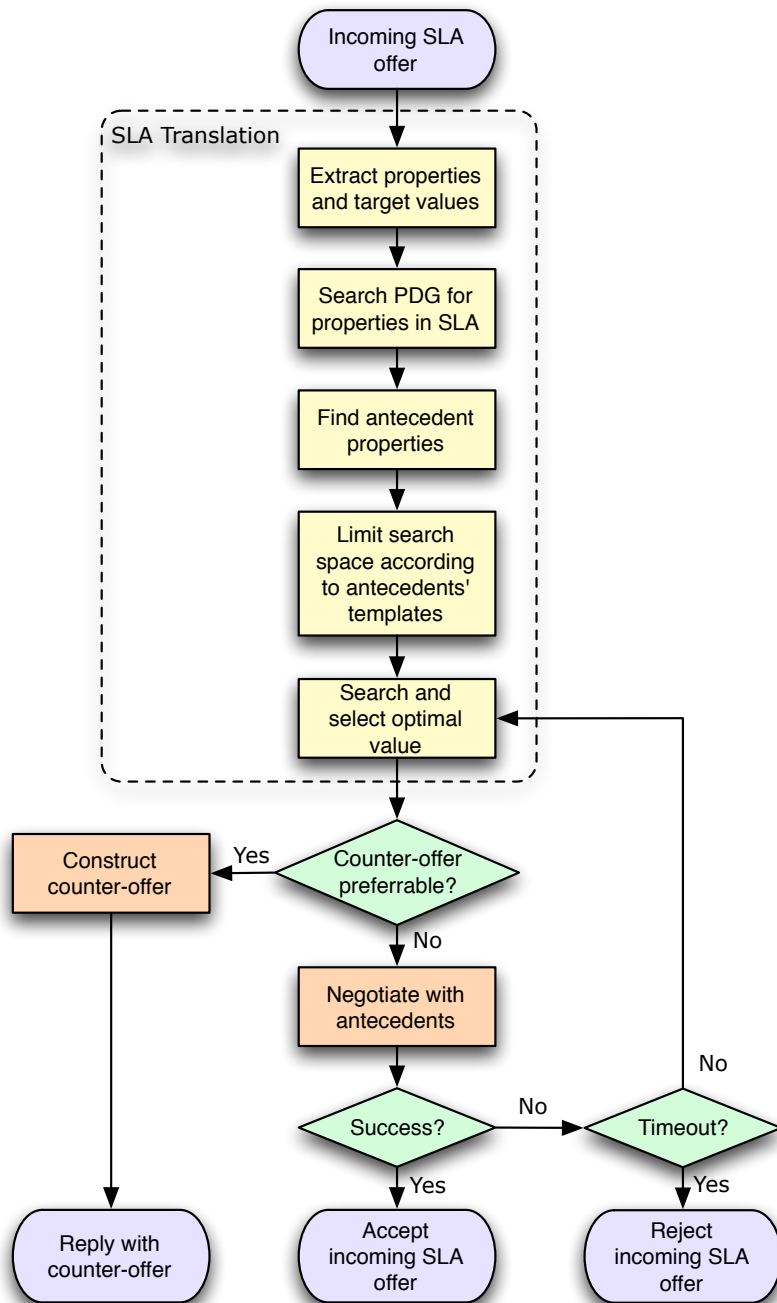 Incoming SLA
offer
SLA Translation
Extract properties
and target values
Search PDG for
properties in SLA
Find antecedent
properties
Limit search
space according
to antecedents'
templates
Search and
select optimal
value
Construct
counter-offer
Yes
Counter-offer
preferrable?
No
Negotiate with
antecedents
No
Success?
No
Timeout?
Yes
Yes
Reply with
counter-offer
Accept
incoming SLA
offer
Reject
incoming SLA
offer